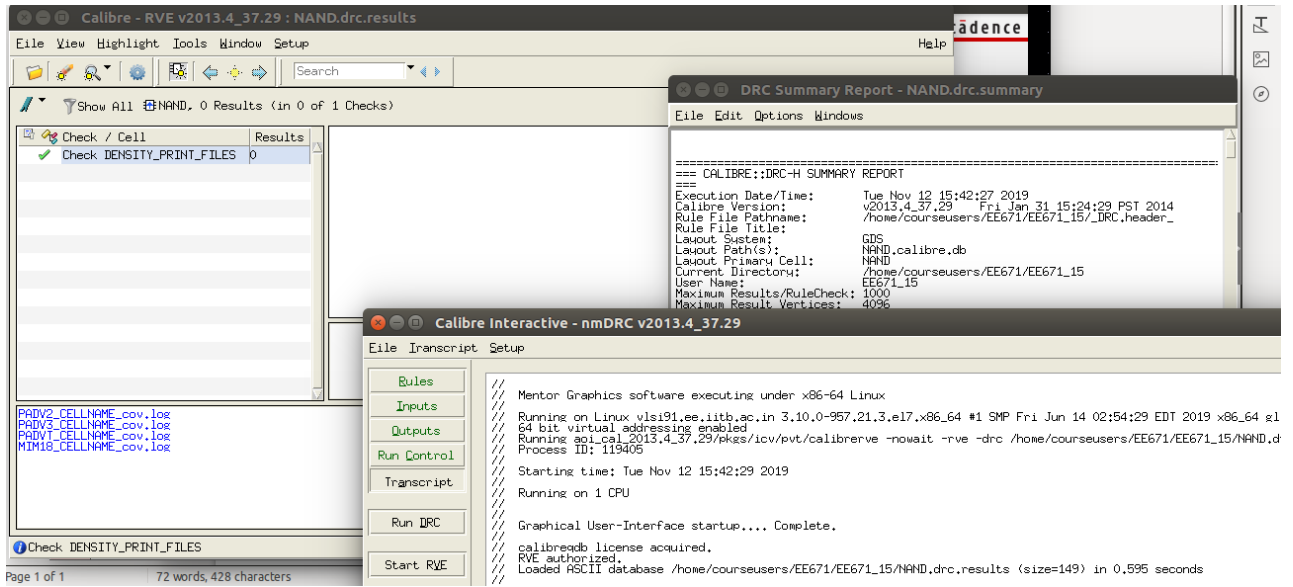 Calibre - RVE v2013.4_37.29 : NAND.drc.results
File View Highlight Tools Window Setup Help
Search
Show All NAND, 0 Results (in 0 of 1 Checks)
Check / Cell Results
Check DENSITY_PRINT_FILES 0
PADV2_CELLNAME_cov.log
PADV3_CELLNAME_cov.log
PADVT_CELLNAME_cov.log
MIM18_CELLNAME_cov.log
Check DENSITY_PRINT_FILES
Page 1 of 1 72 words, 428 characters
cādence
DRC Summary Report - NAND.drc.summary
File Edit Options Windows
==================================================================================
=== CALIBRE::DRC-H SUMMARY REPORT
===
Execution Date/Time: Tue Nov 12 15:42:27 2019
Calibre Version: v2013.4_37.29 Fri Jan 31 15:24:29 PST 2014
Rule File Pathname: /home/courseusers/EE671/EE671_15/_DRC.header_
Rule File Title:
Layout System: GDS
Layout Path(s): NAND.calibre.db
Layout Primary Cell: NAND
Current Directory: /home/courseusers/EE671/EE671_15
User Name: EE671_15
Maximum Results/RuleCheck: 1000
Maximum Result Vertices: 4096
Calibre Interactive - nmDRC v2013.4_37.29
File Transcript Setup
Rules
Inputs
Outputs
Run Control
Transcript
Run DRC
Start RVE
//
// Mentor Graphics software executing under x86-64 Linux
//
// Running on Linux vlsi91.ee.iitb.ac.in 3.10.0-957.21.3.el7.x86_64 #1 SMP Fri Jun 14 02:54:29 EDT 2019 x86_64 gl
// 64 bit virtual addressing enabled
// Running aoi_cal_2013.4_37.29/pkgs/icv/pvt/calibrerve -nowait -rve -drc /home/courseusers/EE671/EE671_15/NAND.d
// Process ID: 119405
//
// Starting time: Tue Nov 12 15:42:29 2019
//
// Running on 1 CPU
//
//
// Graphical User-Interface startup.... Complete.
//
// calibreqdb license acquired.
// RVE authorized.
// Loaded ASCII database /home/courseusers/EE671/EE671_15/NAND.drc.results (size=149) in 0.595 seconds
//